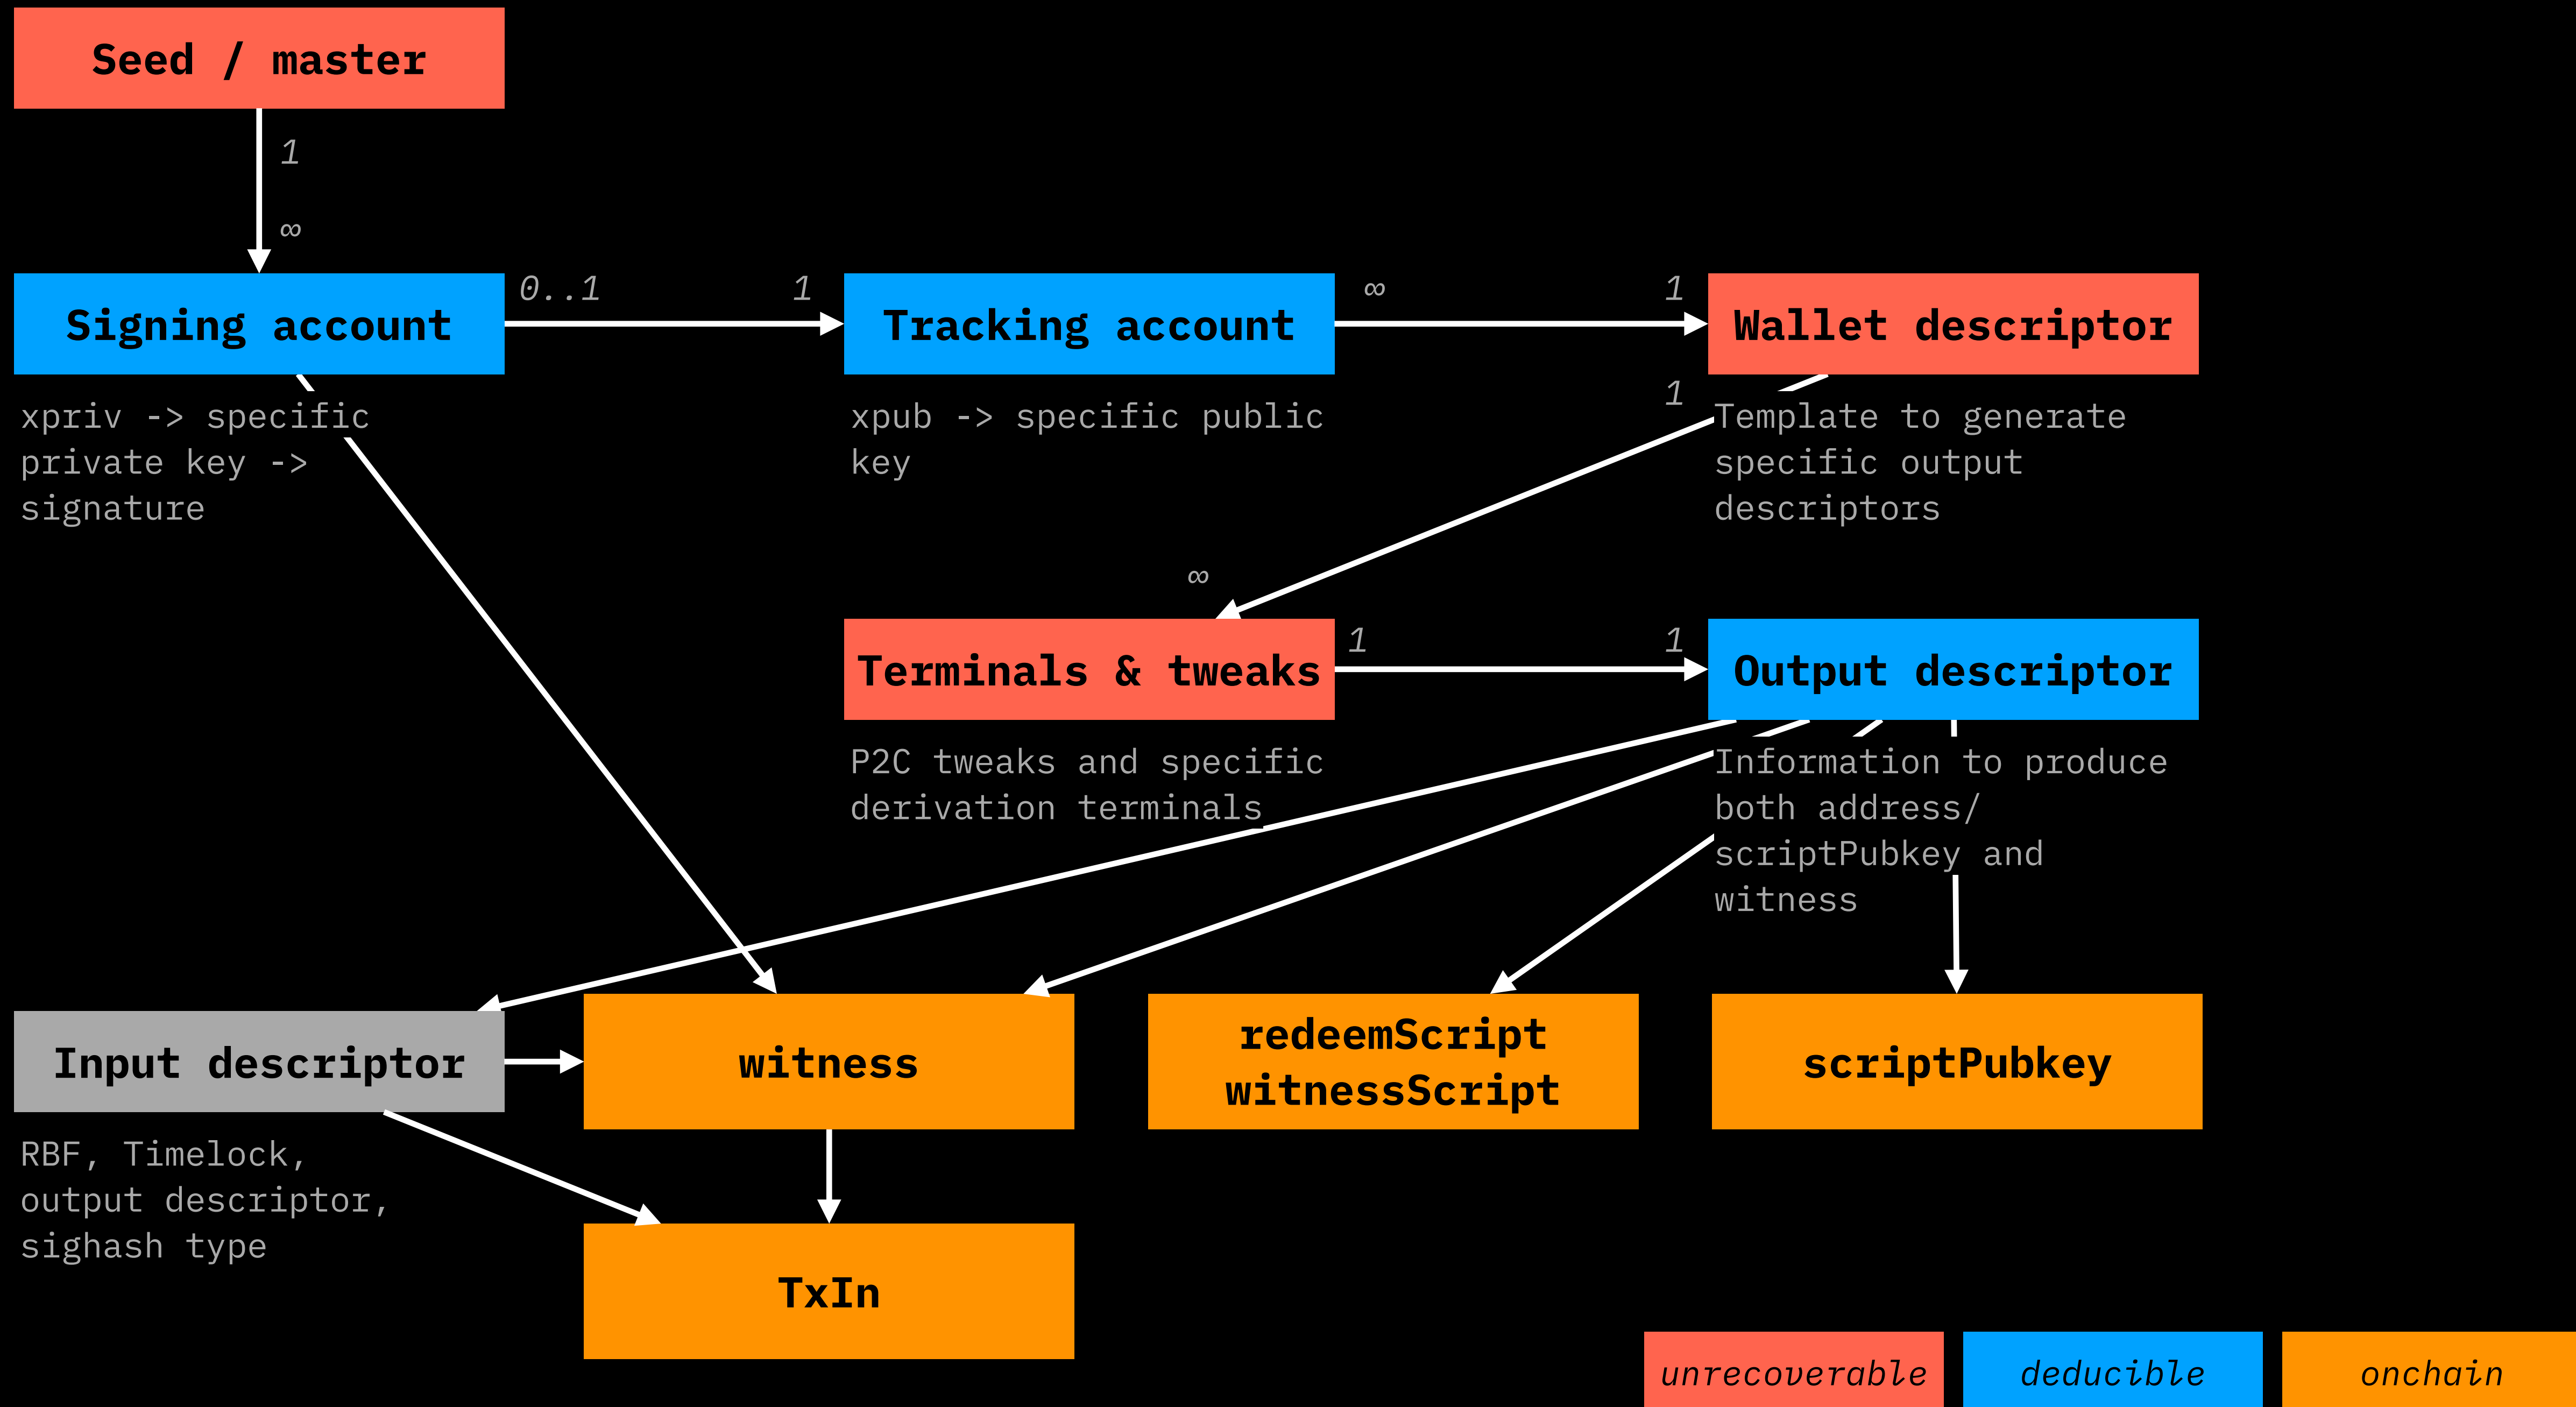 Seed / master
1
∞
Signing account
0..1
1
Tracking account
∞
1
Wallet descriptor
xpriv -> specific
private key ->
signature
xpub -> specific public
key
1
Template to generate
specific output
descriptors
∞
Terminals & tweaks
1
1
Output descriptor
P2C tweaks and specific
derivation terminals
Information to produce
both address/
scriptPubkey and
witness
Input descriptor
witness
redeemScript
witnessScript
scriptPubkey
RBF, Timelock,
output descriptor,
sighash type
TxIn
unrecoverable
deducible
onchain